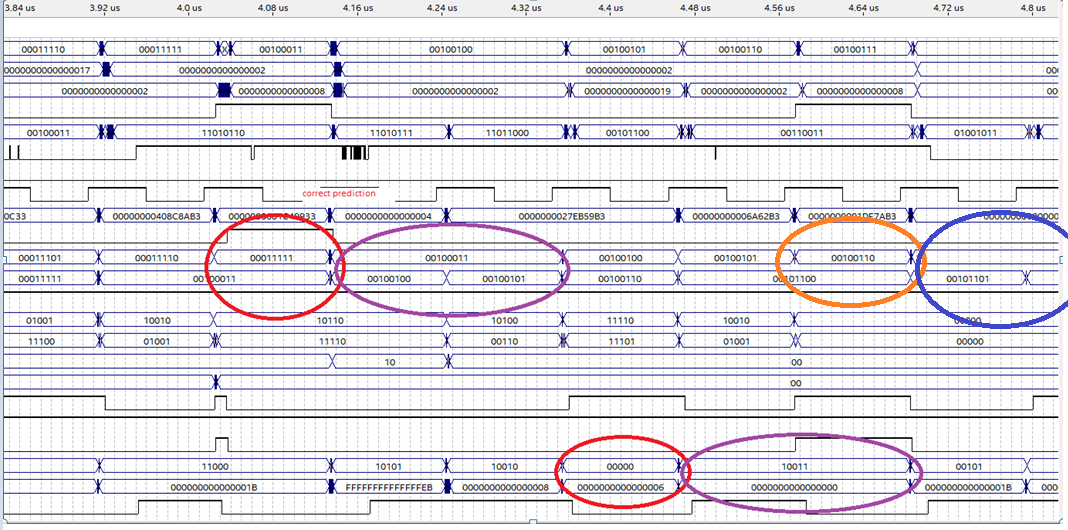 3.84 us 3.92 us 4.0 us 4.08 us 4.16 us 4.24 us 4.32 us 4.4 us 4.48 us 4.56 us 4.64 us 4.72 us 4.8 us
00011110 00011111 00100011 00100100 00100101 00100110 00100111
0000000000000017 0000000000000002 0000000000000002 00
0000000000000002 0000000000000008 0000000000000002 0000000000000019 0000000000000002 0000000000000008 00
00100011 11010110 11010111 11011000 00101100 00110011 01001011
correct prediction
0C33 00000000408C8AB3 0000000000000004 0000000027EB59B3 0000000006A62B3
00011101 00011110 00011111 00100011 00100100 00100101 00100110
00011111 00100011 00100100 00100101 00100110 00101100 00101101
01001 10010 10110 10100 11110 10010
11100 01001 11110 00110 11101 01001 00000
10 00
00
11000 10101 10010 00000 10011 00101
000000000000001B FFFFFFFFFFFFFFEB 0000000000000008 0000000000000006 0000000000000000 000000000000001B 000